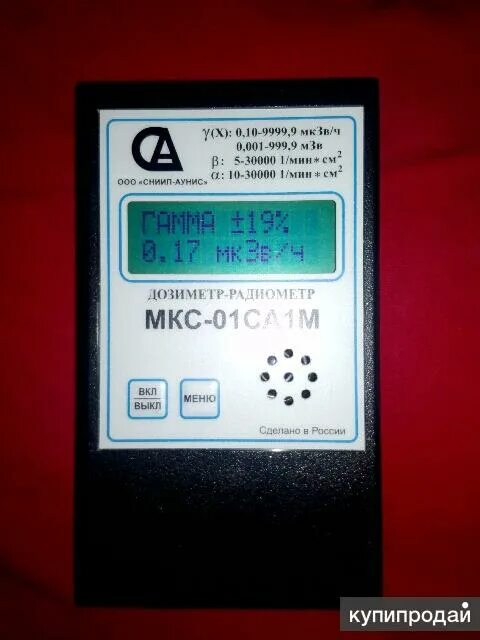 СА
γ(X): 0,10-9999,9 мкЗв/ч
0,001-999,9 мЗв
β: 5-30000 1/мин∗см²
α: 10-30000 1/мин∗см²
ООО «СНИИП-АУНИС»
ГАММА ±19%
0.17 мкЗв/ч
ДОЗИМЕТР-РАДИОМЕТР
МКС-01СА1М
ВКЛ
ВЫКЛ
МЕНЮ
Сделано в России
купипродай